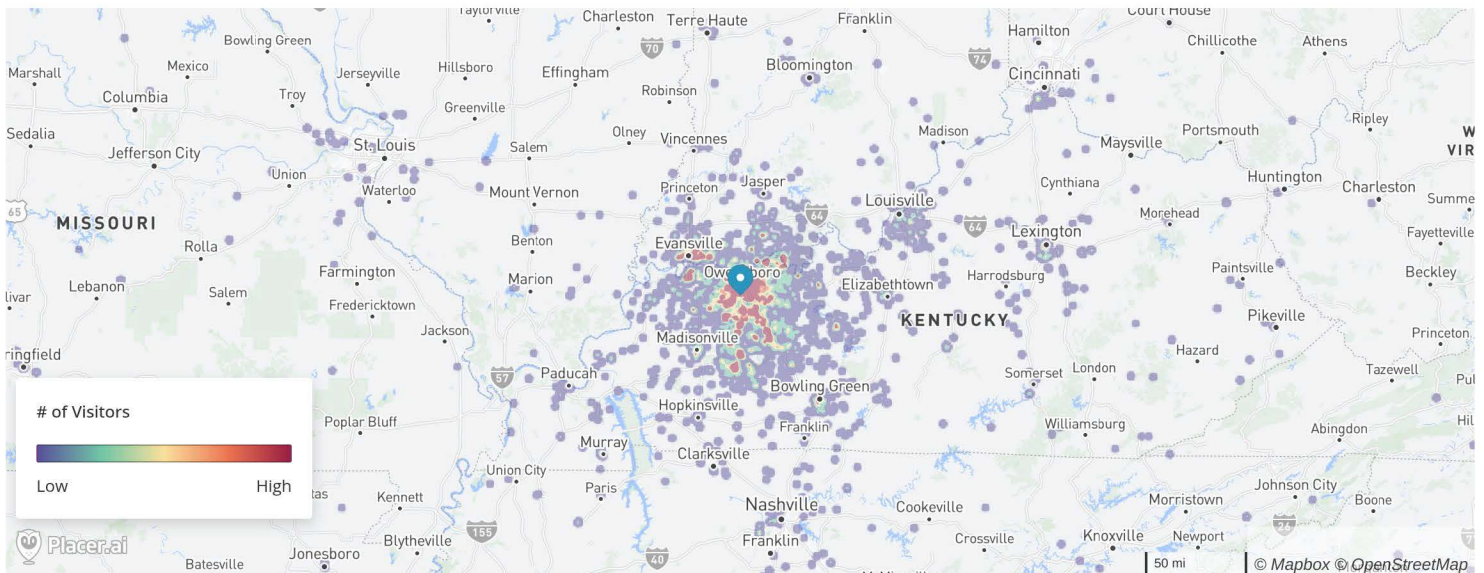 Taylorville
Charleston
Terre Haute
Franklin
Court House
Hamilton
Chillicothe
Athens
Bowling Green
70
74
Marshall
Mexico
Jerseyville
Hillsboro
Effingham
Bloomington
Cincinnati
Columbia
Troy
Greenville
Robinson
Ripley
Sedalia
Jefferson City
St. Louis
Salem
Olney
Vincennes
Madison
Maysville
Portsmouth
Union
Waterloo
Mount Vernon
Princeton
Jasper
Cynthiana
Huntington
Charleston
65
MISSOURI
Louisville
64
64
Morehead
Rolla
Benton
Evansville
Lexington
Fayetteville
Lebanon
Salem
Farmington
Marion
Owensboro
Elizabethtown
Harrodsburg
Paintsville
Beckley
Fredericktown
KENTUCKY
Pikeville
Jackson
Madisonville
Princeton
ringfield
57
Paducah
Somerset
London
Hazard
Tazewell
# of Visitors
Bowling Green
Hopkinsville
Poplar Bluff
Murray
Franklin
Williamsburg
Abingdon
Clarksville
Low
High
Union City
Paris
Kennett
Nashville
Cookeville
Morristown
Johnson City
Boone
26
Placer.ai
155
Blytheville
Jonesboro
40
Franklin
Crossville
Knoxville
Newport
Batesville
50 mi
© Mapbox © OpenStreetMap